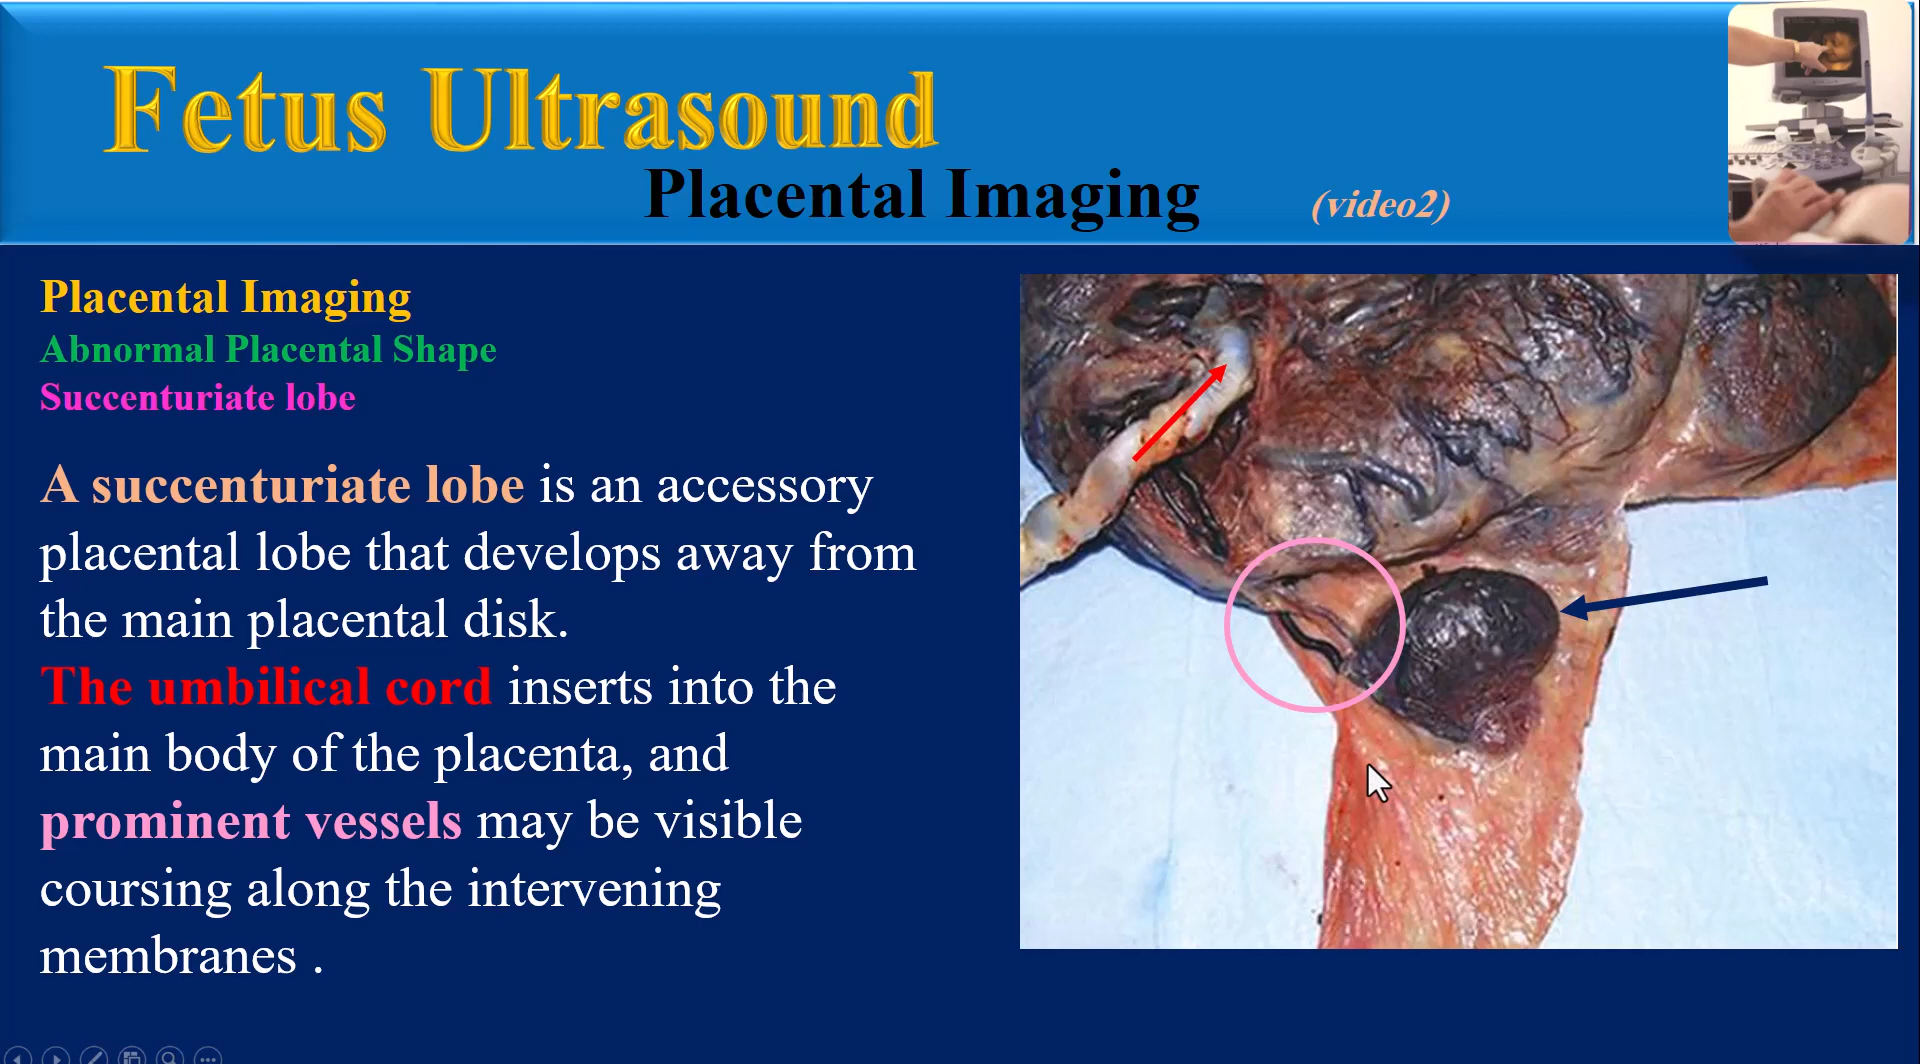 Fetus Ultrasound
Placental Imaging (video2)
Placental Imaging
Abnormal Placental Shape
Succenturiate lobe
A succenturiate lobe is an accessory
placental lobe that develops away from
the main placental disk.
The umbilical cord inserts into the
main body of the placenta, and
prominent vessels may be visible
coursing along the intervening
membranes .